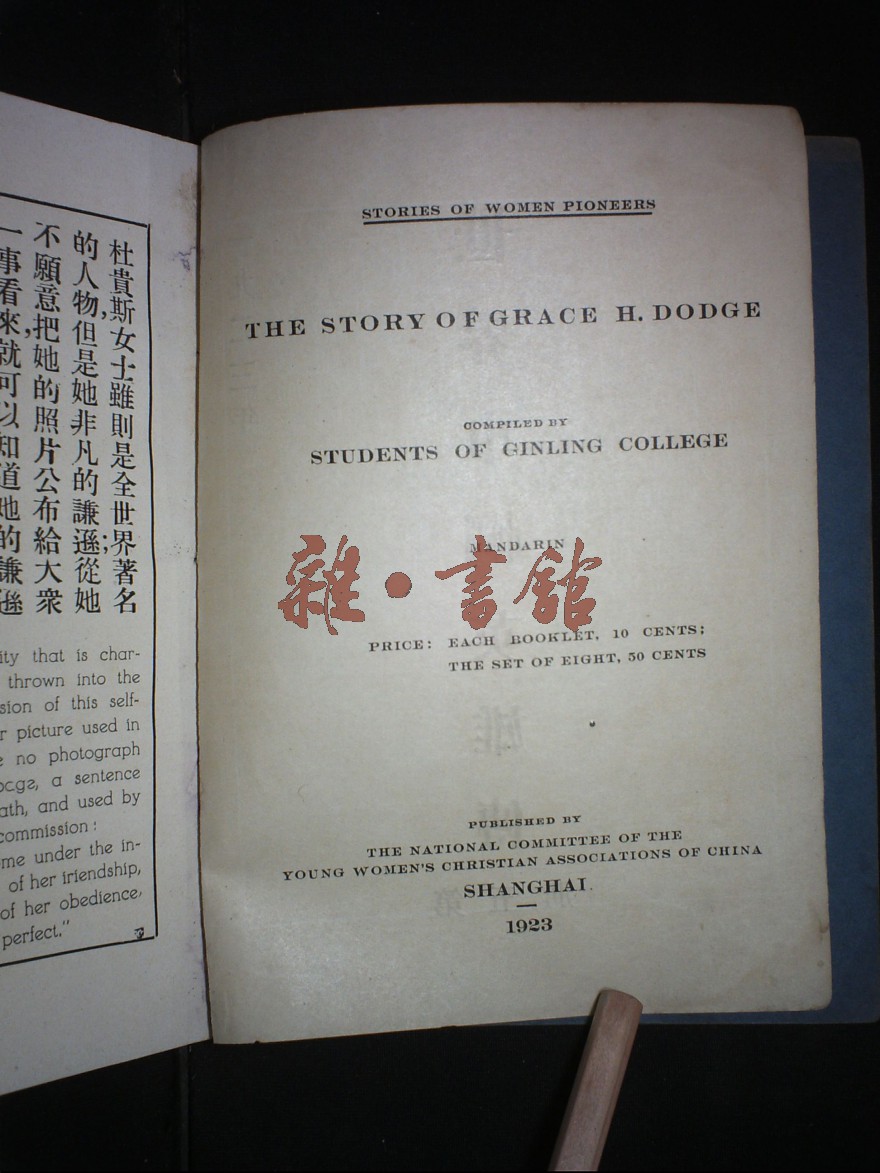 杜貴斯女士雖則是全世界著名
的人物,但是她非凡的謙遜;從她
不願意把她的照片公布給大衆
一事看來,就可以知道她的謙遜
ity that is char-
thrown into the
sion of this self-
r picture used in
no photograph
a sentence
ath, and used by
commission:
me under the in-
of her friendship,
of her obedience,
perfect."
STORIES OF WOMEN PIONEERS
THE STORY OF GRACE H. DODGE
COMPILED BY
STUDENTS OF GINLING COLLEGE
MANDARIN
雜·書館
PRICE: EACH BOOKLET, 10 CENTS;
THE SET OF EIGHT, 50 CENTS
PUBLISHED BY
THE NATIONAL COMMITTEE OF THE
YOUNG WOMEN'S CHRISTIAN ASSOCIATIONS OF CHINA
SHANGHAI
1923